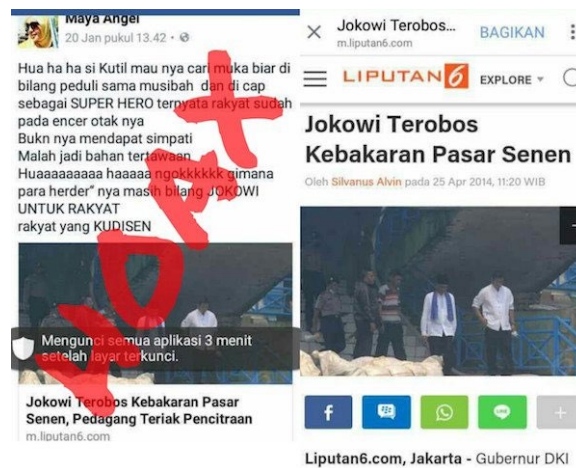 Maya Angel
20 Jan pukul 13.42
Hua ha ha si Kutil mau nya cari muka biar di
bilang peduli sama musibah dan di cap
sebagai SUPER HERO ternyata rakyat sudah
pada encer otak nya
Bukn nya mendapat simpati
Malah jadi bahan tertawaan
Huaaaaaaaaa haaaaa ngokkkkkk gimana
para herder" nya masih bilang JOKOWI
UNTUK RAKYAT
rakyat yang KUDISEN
HOAX
Mengunci semua aplikasi 3 menit
setelah layar terkunci.
Jokowi Terobos Kebakaran Pasar
Senen, Pedagang Teriak Pencitraan
m.liputan6.com
Jokowi Terobos...
m.liputan6.com
BAGIKAN
LIPUTAN6
EXPLORE
Jokowi Terobos
Kebakaran Pasar Senen
Oleh Silvanus Alvin pada 25 Apr 2014, 11:20 WIB
Liputan6.com, Jakarta - Gubernur DKI